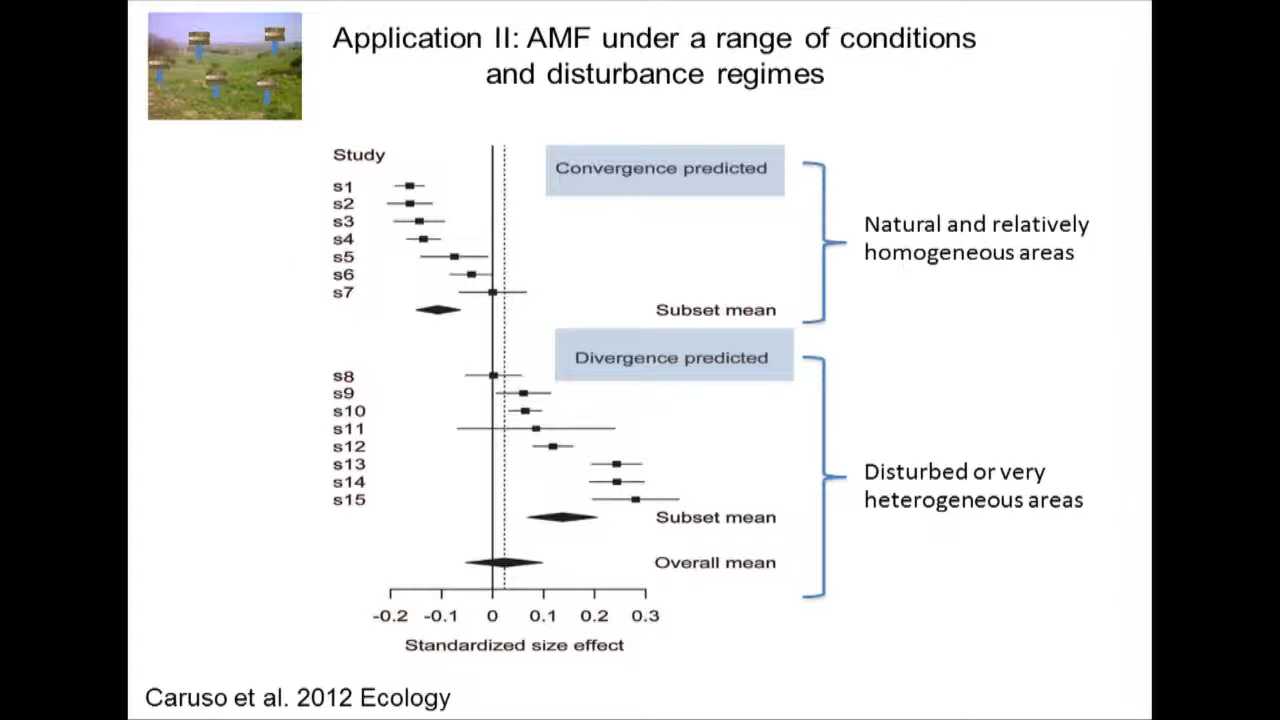 Application II: AMF under a range of conditions
and disturbance regimes
Study
Convergence predicted
s1
s2
s3
s4
s5
s6
s7
Subset mean
Natural and relatively
homogeneous areas
Divergence predicted
s8
s9
s10
s11
s12
s13
s14
s15
Subset mean
Overall mean
Disturbed or very
heterogeneous areas
-0.2 -0.1 0 0.1 0.2 0.3
Standardized size effect
Caruso et al. 2012 Ecology